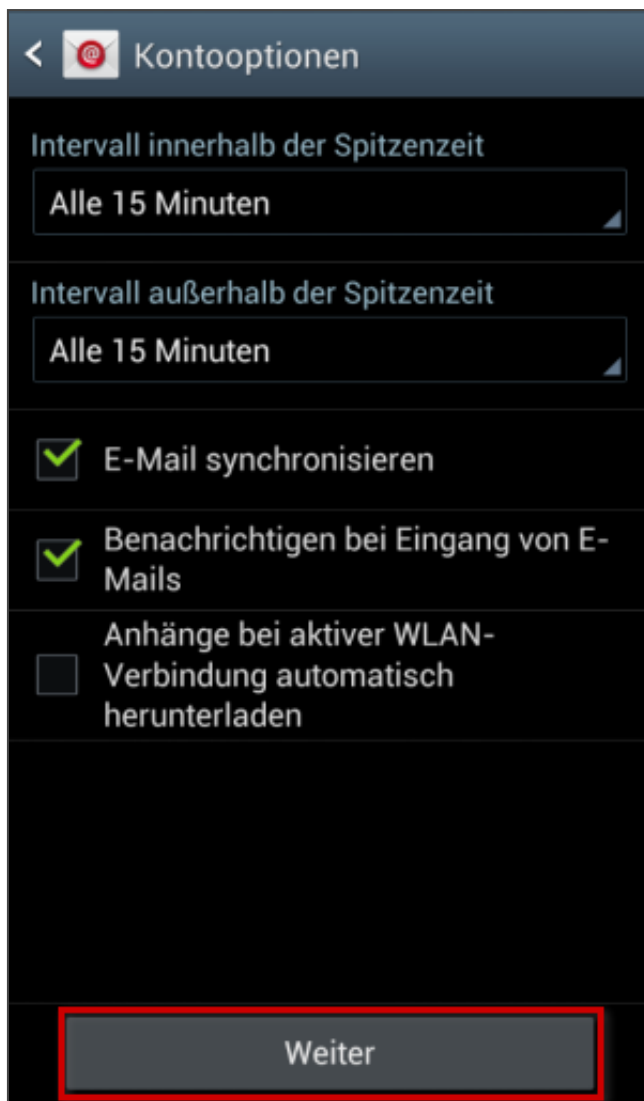 Kontooptionen
Intervall innerhalb der Spitzenzeit
Alle 15 Minuten
Intervall außerhalb der Spitzenzeit
Alle 15 Minuten
E-Mail synchronisieren
Benachrichtigen bei Eingang von E-
Mails
Anhänge bei aktiver WLAN-
Verbindung automatisch
herunterladen
Weiter